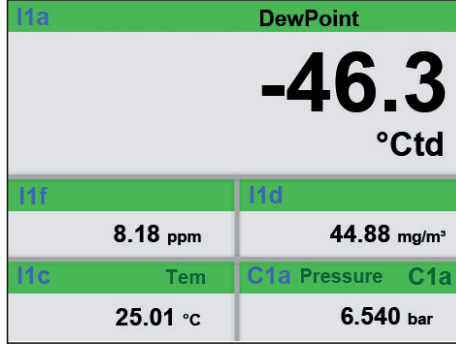 I1a DewPoint
-46.3
°Ctd
I1f I1d
8.18 ppm 44.88 mg/m³
I1c Tem C1a Pressure C1a
25.01 °C 6.540 bar